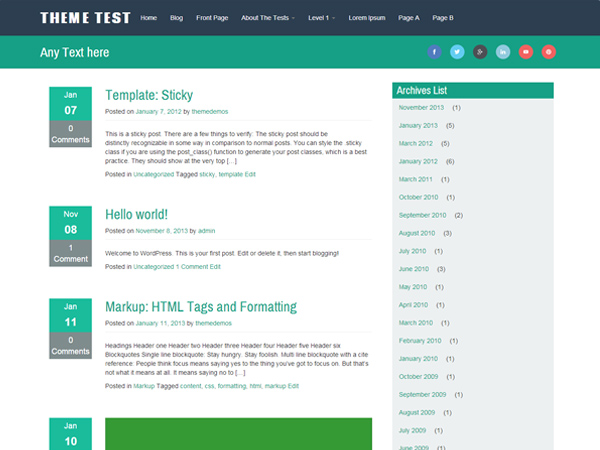 THEME TEST Home Blog Front Page About The Tests Level 1 Lorem Ipsum Page A Page B
Any Text here
Jan
07
0
Comments
Template: Sticky
Posted on January 7, 2012 by themedemos
This is a sticky post. There are a few things to verify: The sticky post should be
distinctly recognizable in some way in comparison to normal posts. You can style the .sticky
class if you are using the post_class() function to generate your post classes, which is a best
practice. They should show at the very top [...]
Posted in Uncategorized Tagged sticky, template Edit
Nov
08
1
Comment
Hello world!
Posted on November 8, 2013 by admin
Welcome to WordPress. This is your first post. Edit or delete it, then start blogging!
Posted in Uncategorized 1 Comment Edit
Jan
11
0
Comments
Markup: HTML Tags and Formatting
Posted on January 11, 2013 by themedemos
Headings Header one Header two Header three Header four Header five Header six
Blockquotes Single line blockquote: Stay hungry. Stay foolish. Multi line blockquote with a cite
reference: People think focus means saying yes to the thing you've got to focus on. But that's
not what it means at all. It means saying no to [...]
Posted in Markup Tagged content, css, formatting, html, markup Edit
Jan
10
Archives List
November 2013 (1)
January 2013 (5)
March 2012 (5)
January 2012 (6)
March 2011 (1)
October 2010 (1)
September 2010 (2)
August 2010 (3)
July 2010 (1)
June 2010 (3)
May 2010 (1)
April 2010 (1)
March 2010 (1)
February 2010 (1)
January 2010 (1)
October 2009 (1)
September 2009 (1)
August 2009 (1)
July 2009 (1)
June 2009 (1)